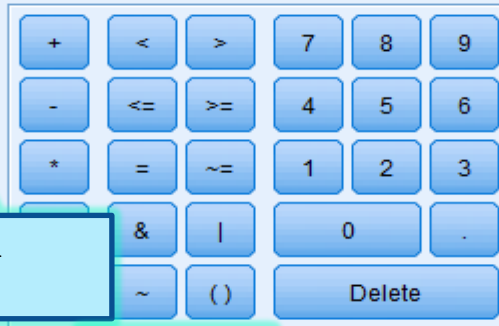 + < > 7 8 9
- <= >= 4 5 6
* = ~= 1 2 3
& | 0 .
~ ( ) Delete